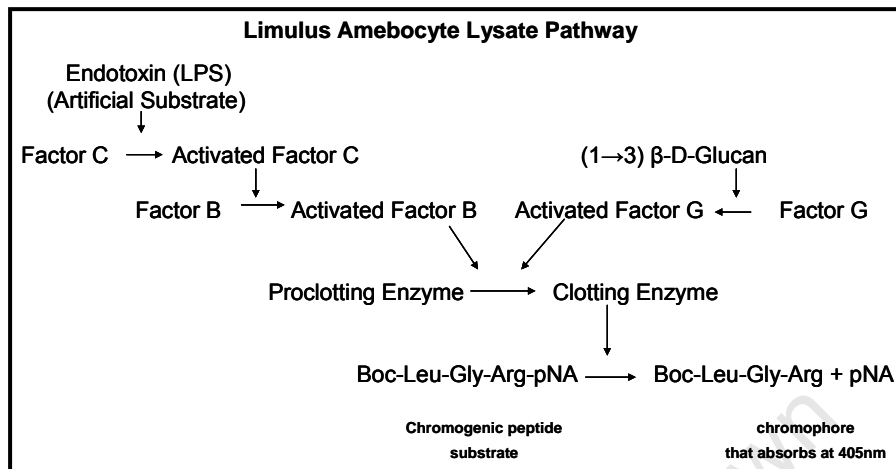 Limulus Amebocyte Lysate Pathway
Endotoxin (LPS)
(Artificial Substrate)
Factor C
Activated Factor C
(1→3) β-D-Glucan
Factor B
Activated Factor B
Activated Factor G
Factor G
Proclotting Enzyme
Clotting Enzyme
Boc-Leu-Gly-Arg-pNA
Boc-Leu-Gly-Arg + pNA
Chromogenic peptide
substrate
chromophore
that absorbs at 405nm